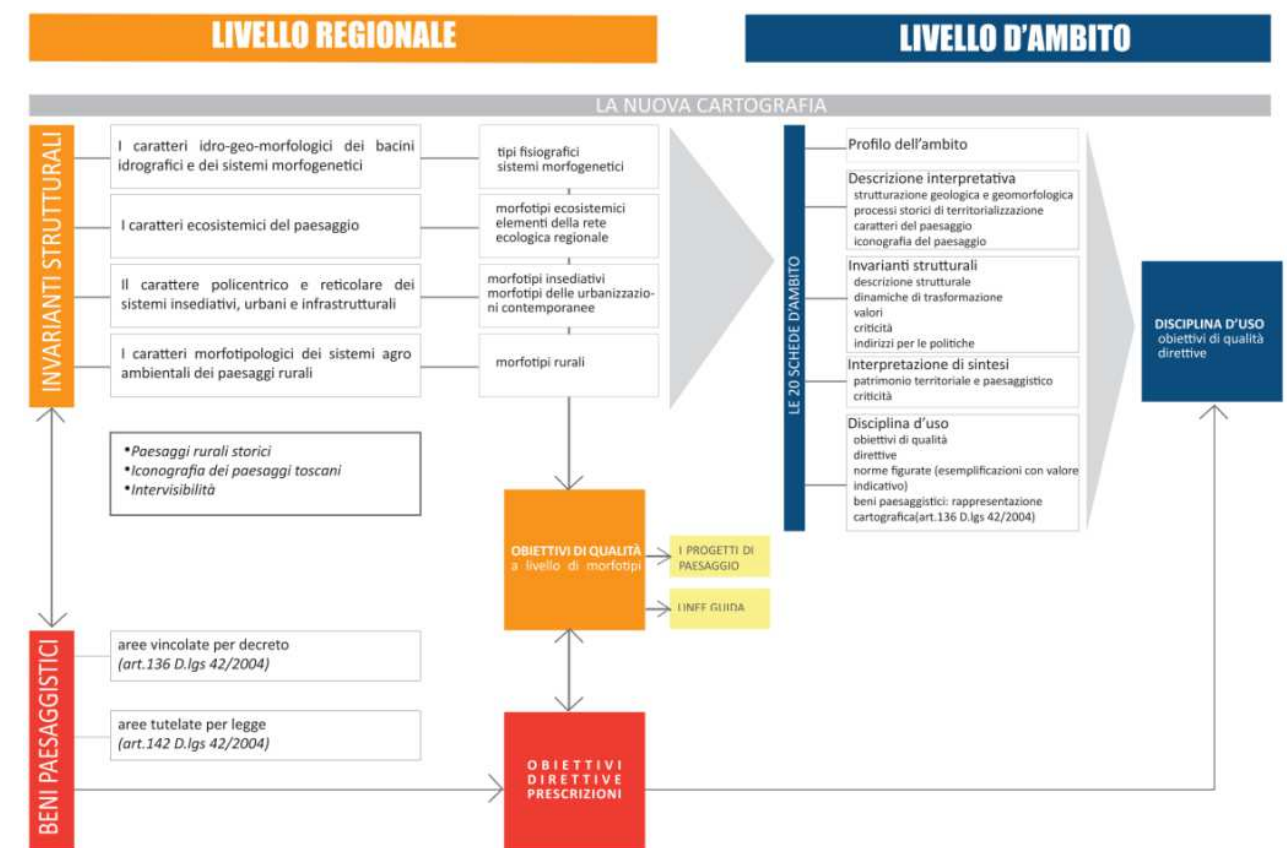 LIVELLO REGIONALE
LIVELLO D'AMBITO
LA NUOVA CARTOGRAFIA
INVARIANTI STRUTTURALI
I caratteri idro-geo-morfologici dei bacini
idrografici e dei sistemi morfogenetici
tipi fisiografici
sistemi morfogenetici
I caratteri ecosistemici del paesaggio
morfotipi ecosistemici
elementi della rete
ecologica regionale
Il carattere policentrico e reticolare dei
sistemi insediativi, urbani e infrastrutturali
morfotipi insediativi
morfotipi delle urbanizzazio-
ni contemporanee
I caratteri morfotipologici dei sistemi agro
ambientali dei paesaggi rurali
morfotipi rurali
•Paesaggi rurali storici
•Iconografia dei paesaggi toscani
•Intervisibilità
OBIETTIVI DI QUALITÀ
a livello di morfotipi
I PROGETTI DI
PAESAGGIO
LINEE GUIDA
BENI PAESAGGISTICI
aree vincolate per decreto
(art.136 D.lgs 42/2004)
aree tutelate per legge
(art.142 D.lgs 42/2004)
OBIETTIVI
DIRETTIVE
PRESCRIZIONI
LE 20 SCHEDE D'AMBITO
Profilo dell'ambito
Descrizione interpretativa
strutturazione geologica e geomorfologica
processi storici di territorializzazione
caratteri del paesaggio
iconografia del paesaggio
Invarianti strutturali
descrizione strutturale
dinamiche di trasformazione
valori
criticità
indirizzi per le politiche
Interpretazione di sintesi
patrimonio territoriale e paesaggistico
criticità
Disciplina d'uso
obiettivi di qualità
direttive
norme figurate (esemplificazioni con valore
indicativo)
beni paesaggistici: rappresentazione
cartografica(art.136 D.lgs 42/2004)
DISCIPLINA D'USO
obiettivi di qualità
direttive